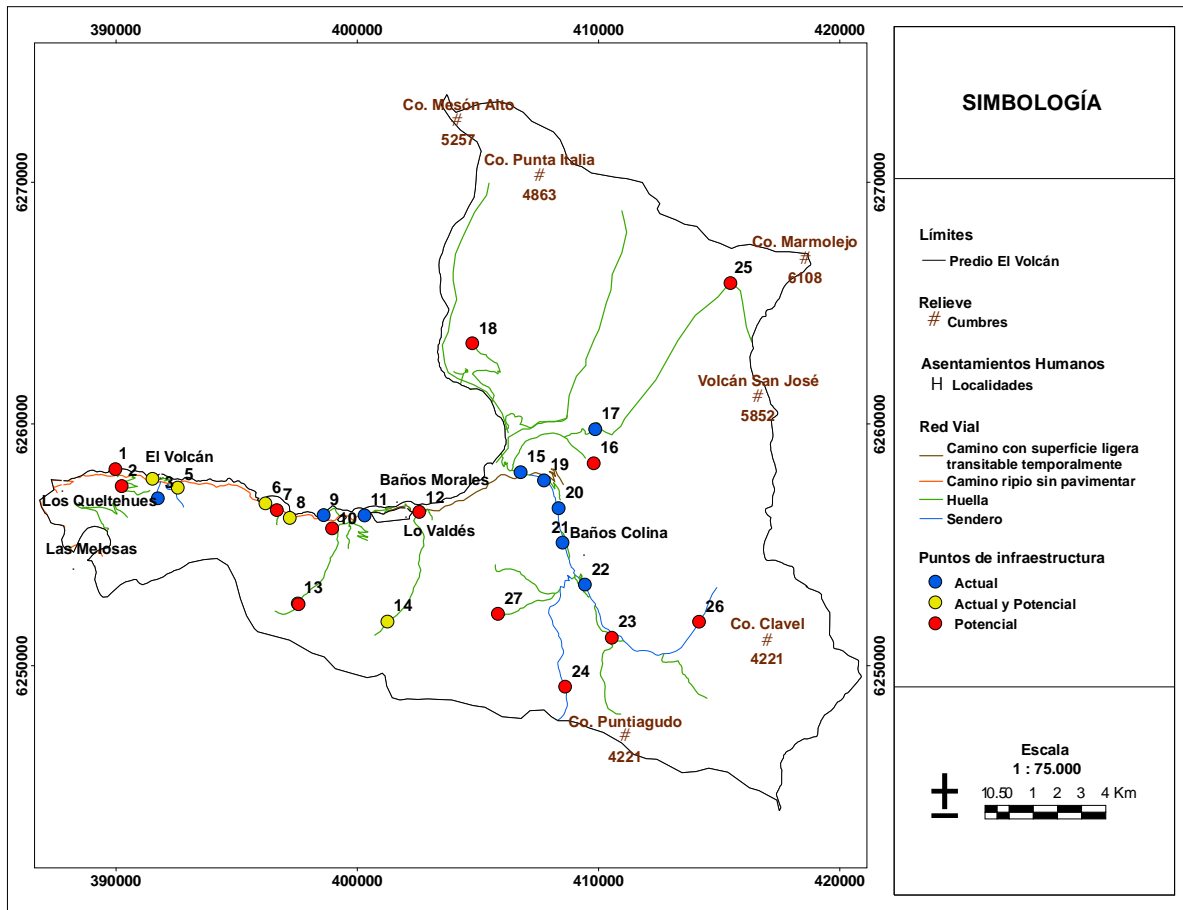 390000
400000
410000
420000
6270000
6260000
6250000
6270000
6260000
6250000
Co. Mesón Alto
#
5257
Co. Punta Italia
#
4863
Co. Marmolejo
#
6108
25
18
Volcán San José
#
5852
17
16
1
2
El Volcán
3
5
Los Queltehues
Las Melosas
6
7
8
9
10
11
Baños Morales
12
Lo Valdés
15
19
20
21
Baños Colina
22
13
14
27
23
26
Co. Clavel
#
4221
24
Co. Puntiagudo
#
4221
390000
400000
410000
420000
SIMBOLOGÍA
Límites
Predio El Volcán
Relieve
# Cumbres
Asentamientos Humanos
H Localidades
Red Vial
Camino con superficie ligera
transitable temporalmente
Camino ripio sin pavimentar
Huella
Sendero
Puntos de infraestructura
Actual
Actual y Potencial
Potencial
Escala
1 : 75.000
1 0.5 0 1 2 3 4 Km